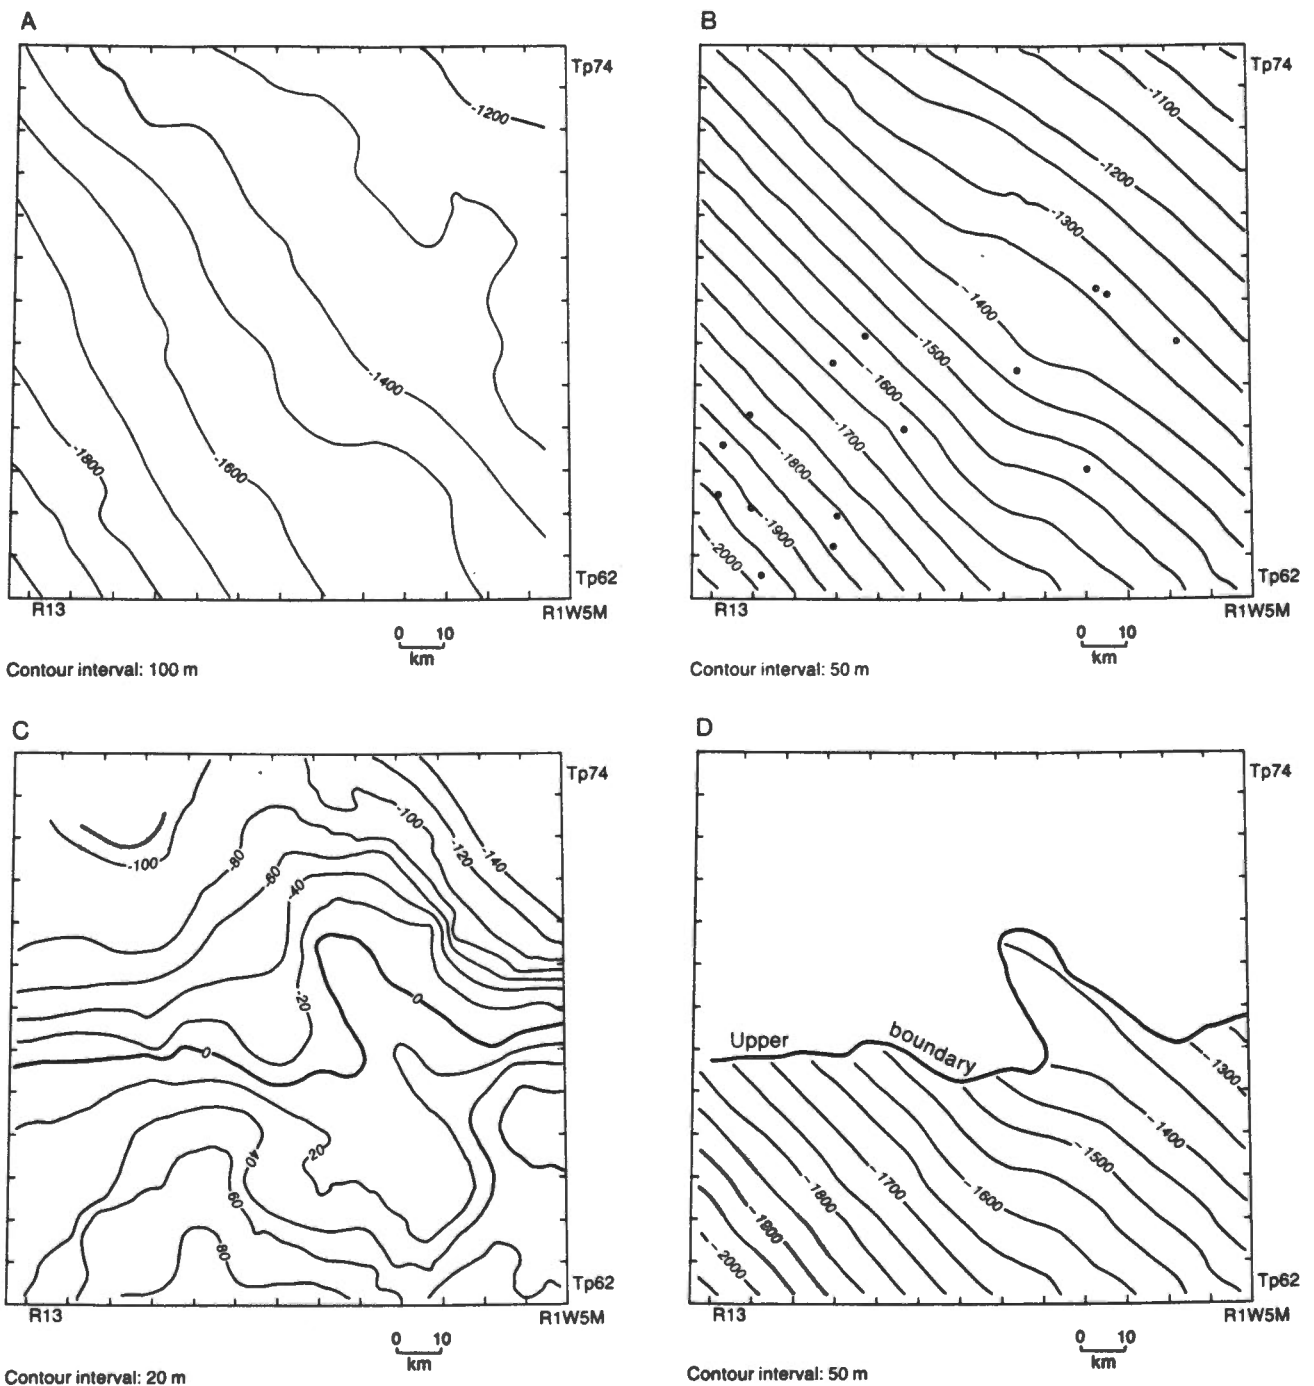 A
Tp74
-1200
-1400
-1600
-1800
Tp62
R13
R1W5M
0 10
km
Contour interval: 100 m
B
Tp74
-1100
-1200
-1300
-1400
-1500
-1600
-1700
-1800
-1900
-2000
Tp62
R13
R1W5M
0 10
km
Contour interval: 50 m
C
Tp74
-100
-120
-140
-100
-80
-60
-40
-20
0
0
20
40
60
80
Tp62
R13
R1W5M
0 10
km
Contour interval: 20 m
D
Tp74
Upper boundary
-1300
-1400
-1500
-1600
-1700
-1800
-1900
-2000
Tp62
R13
R1W5M
0 10
km
Contour interval: 50 m